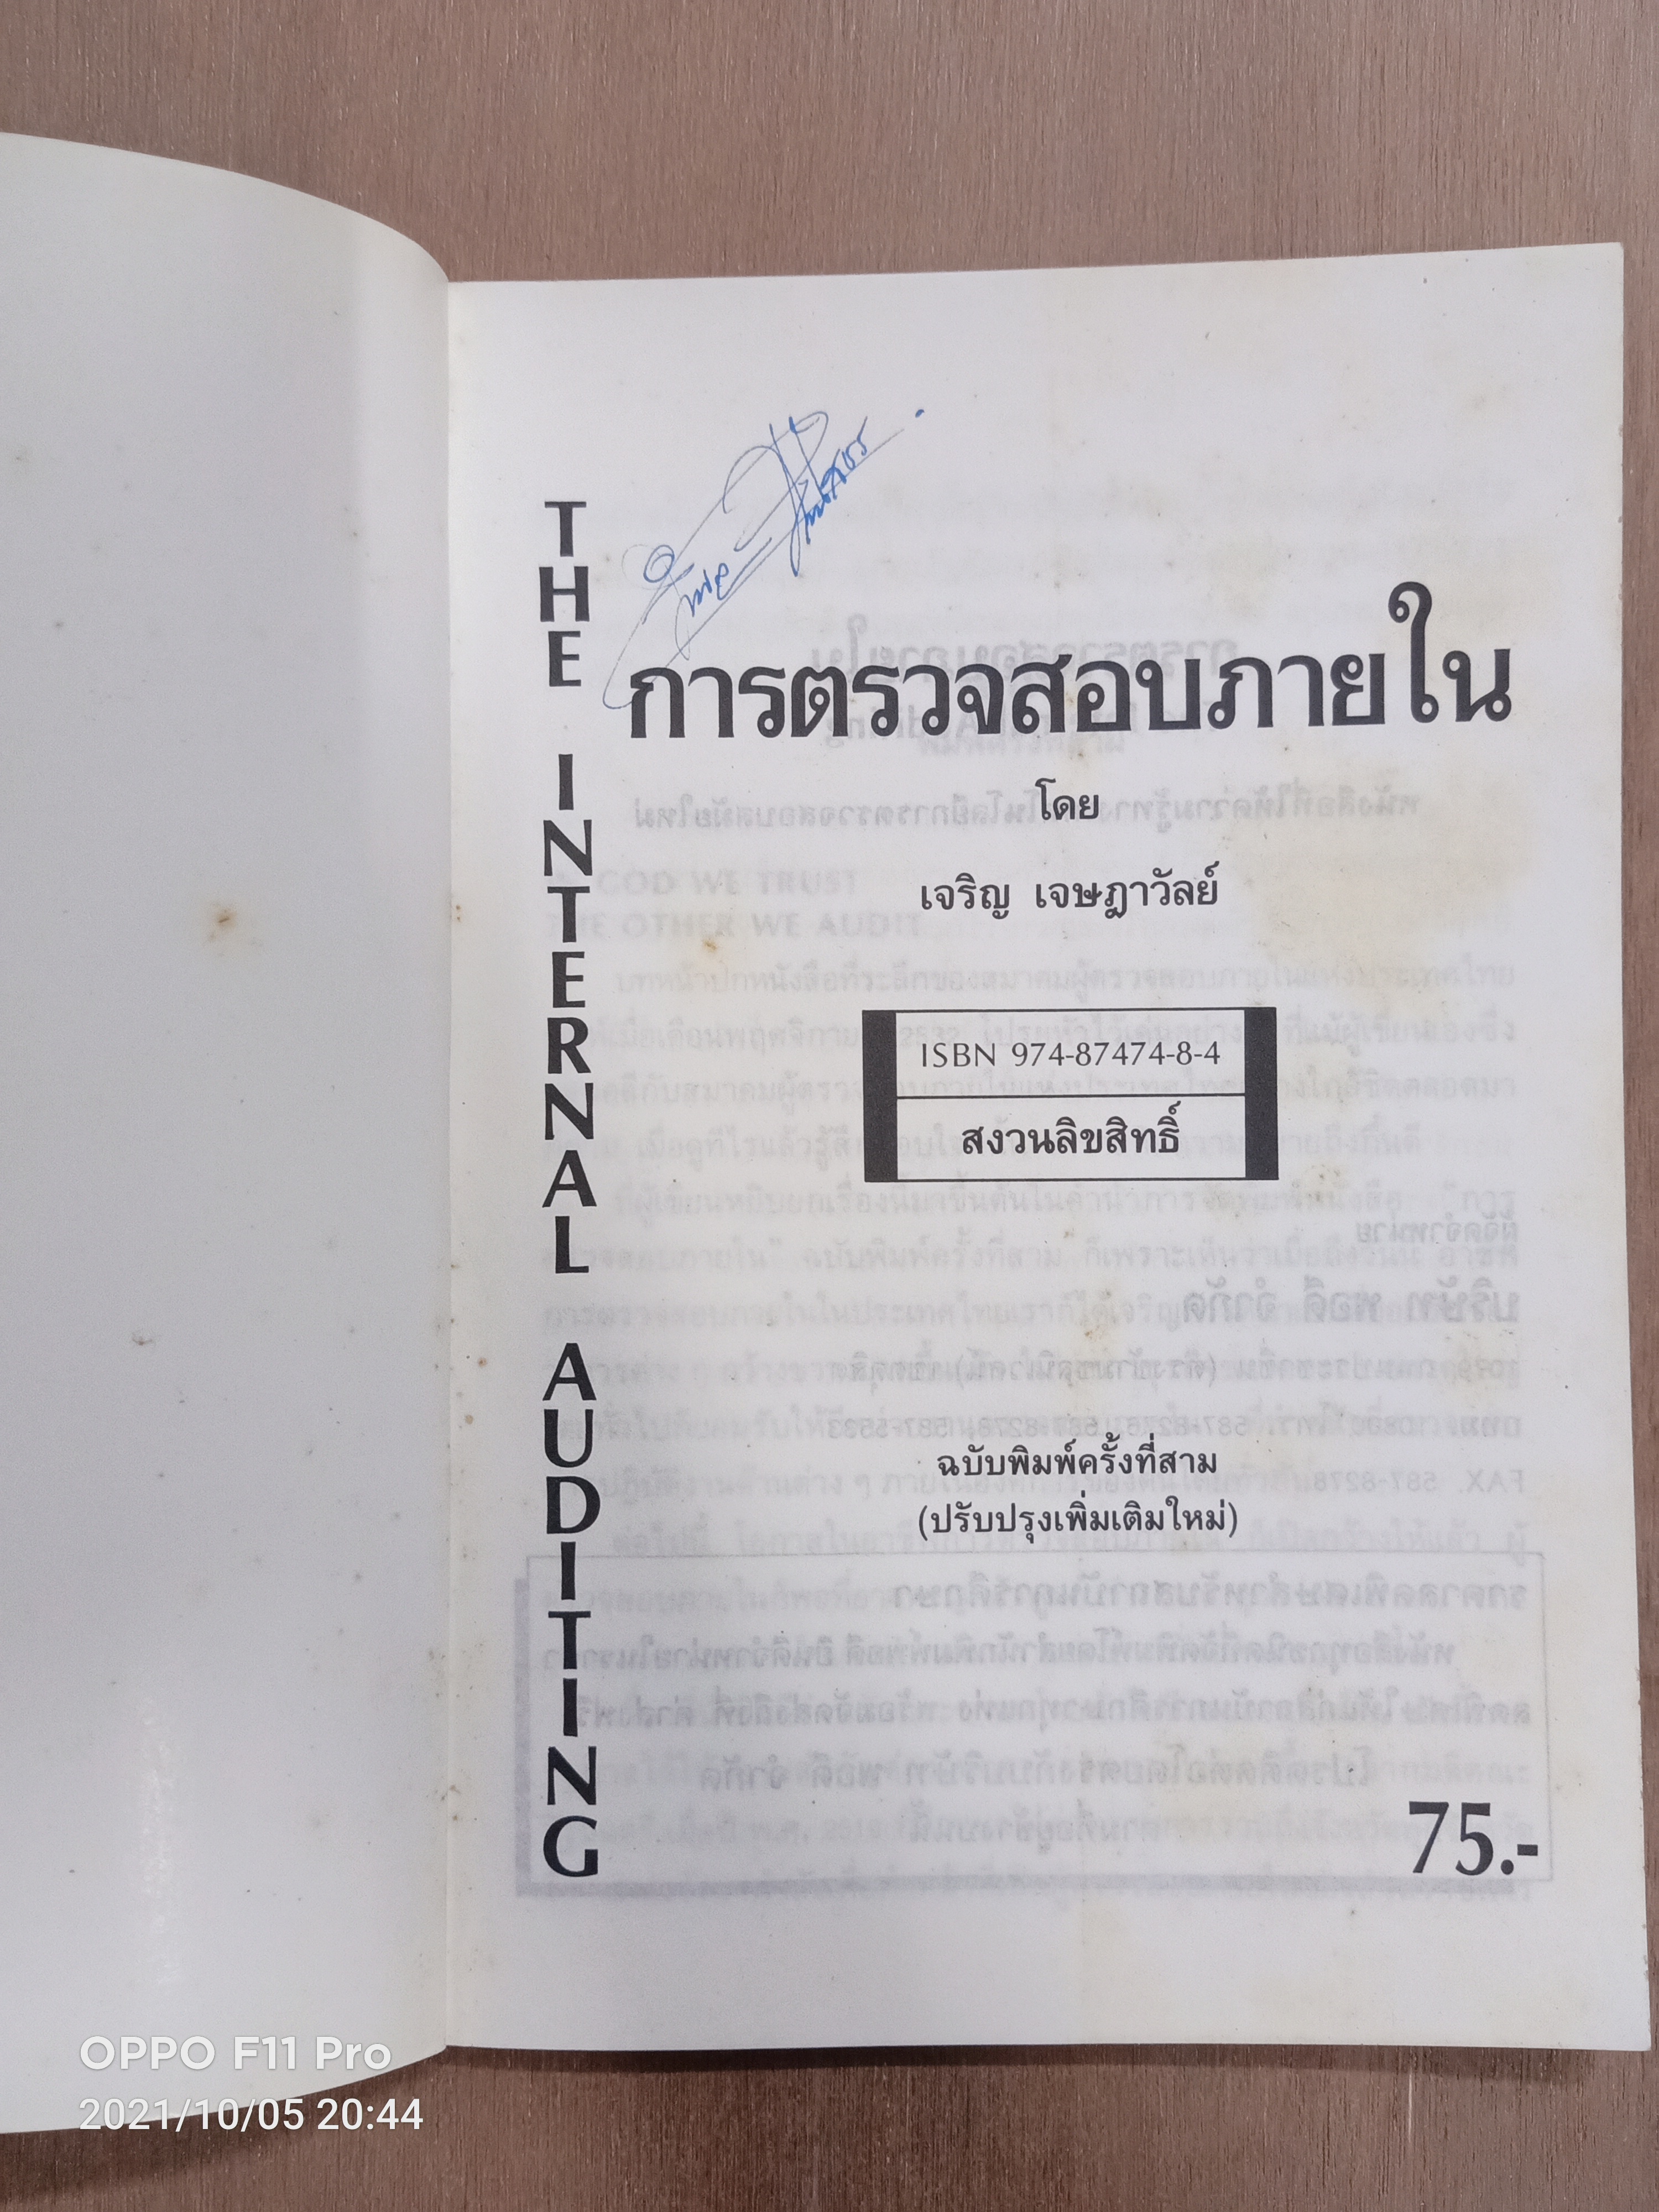 THE INTERNAL AUDITING
การตรวจสอบภายใน
โดย
เจริญ เจษฎาวัลย์
ISBN 974-87474-8-4
สงวนลิขสิทธิ์
ฉบับพิมพ์ครั้งที่สาม
(ปรับปรุงเพิ่มเติมใหม่)
75.-
OPPO F11 Pro
2021/10/05 20:44